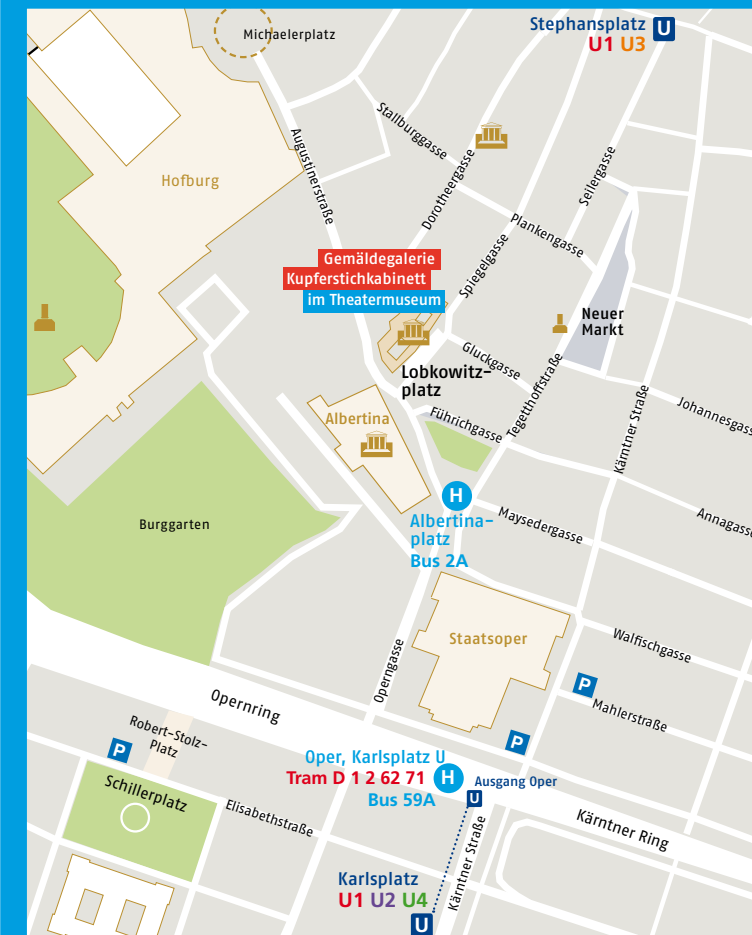 Stephansplatz U
U1 U3
Michaelerplatz
Stallburggasse
Augustinerstraße
Dorotheergasse
Seilergasse
Hofburg
Plankengasse
Spiegelgasse
Gemäldegalerie
Kupferstichkabinett
im Theatermuseum
Neuer
Markt
Gluckgasse
Lobkowitz-
platz
Tegetthoffstraße
Kärntner Straße
Johannesgass
Albertina
Führichgasse
H
Albertina-
platz
Bus 2A
Maysedergasse
Annagass
Burggarten
Staatsoper
Walfischgasse
Operngasse
P
Mahlerstraße
Opernring
Robert-Stolz-
Platz
P
P
Oper, Karlsplatz U
Tram D 1 2 62 71 H
Bus 59A
Ausgang Oper
U
Schillerplatz
Elisabethstraße
Kärntner Ring
Kärntner Straße
Karlsplatz
U1 U2 U4
U